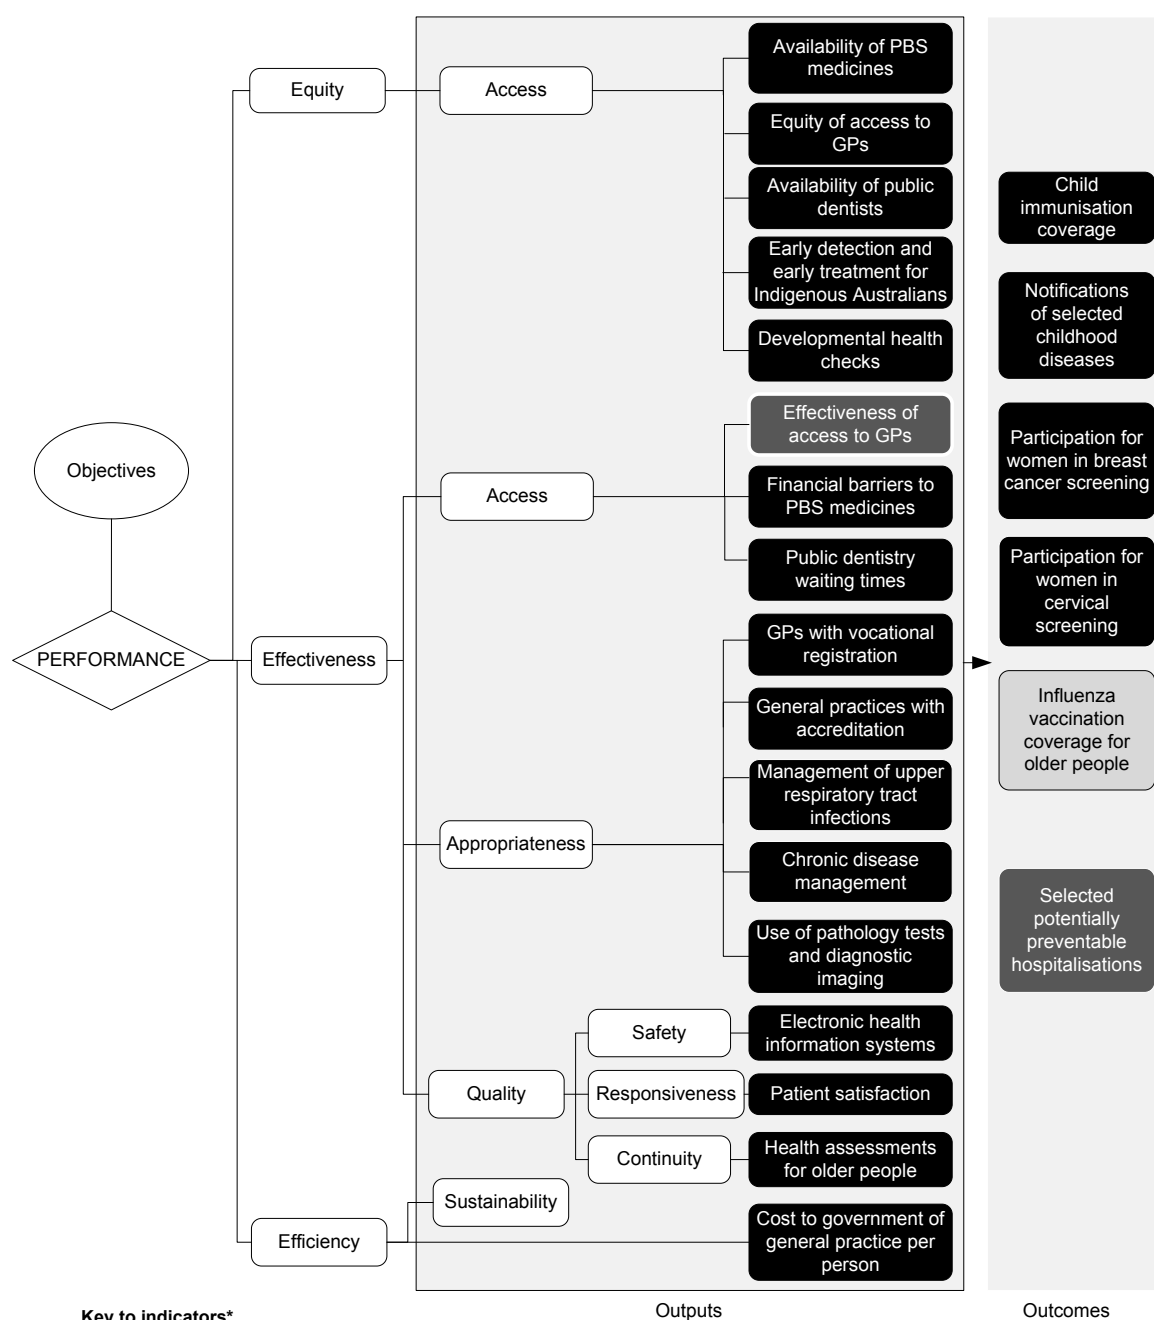 Availability of PBS
medicines
Equity
Access
Equity of access to
GPs
Availability of public
dentists
Early detection and
early treatment for
Indigenous Australians
Developmental health
checks
Child
immunisation
coverage
Notifications
of selected
childhood
diseases
Objectives
Effectiveness of
access to GPs
Access
Financial barriers to
PBS medicines
Public dentistry
waiting times
Participation for
women in breast
cancer screening
Participation for
women in
cervical
screening
PERFORMANCE
Effectiveness
GPs with vocational
registration
General practices with
accreditation
Management of upper
respiratory tract
infections
Appropriateness
Chronic disease
management
Use of pathology tests
and diagnostic
imaging
Influenza
vaccination
coverage for
older people
Selected
potentially
preventable
hospitalisations
Safety
Electronic health
information systems
Quality
Responsiveness
Patient satisfaction
Continuity
Health assessments
for older people
Sustainability
Efficiency
Cost to government of
general practice per
person
Key to indicators*
Outputs
Outcomes